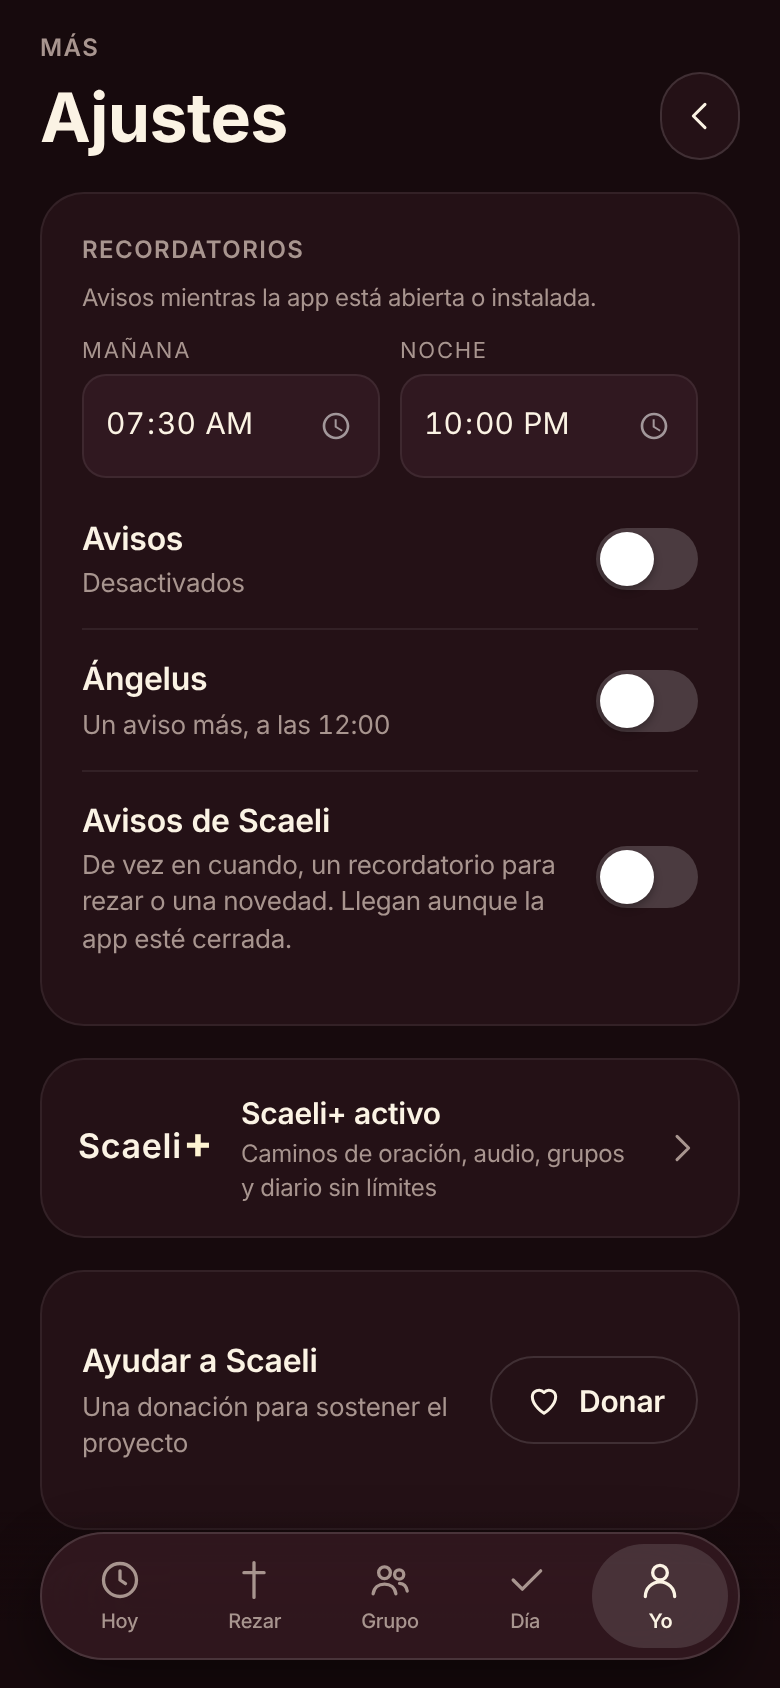 MÁS
Ajustes
RECORDATORIOS
Avisos mientras la app está abierta o instalada.
MAÑANA
NOCHE
07:30 AM
10:00 PM
Avisos
Desactivados
Ángelus
Un aviso más, a las 12:00
Avisos de Scaeli
De vez en cuando, un recordatorio para
rezar o una novedad. Llegan aunque la
app esté cerrada.
Scaeli+
Scaeli+ activo
Caminos de oración, audio, grupos
y diario sin límites
Ayudar a Scaeli
Una donación para sostener el
proyecto
Donar
Hoy
Rezar
Grupo
Día
Yo